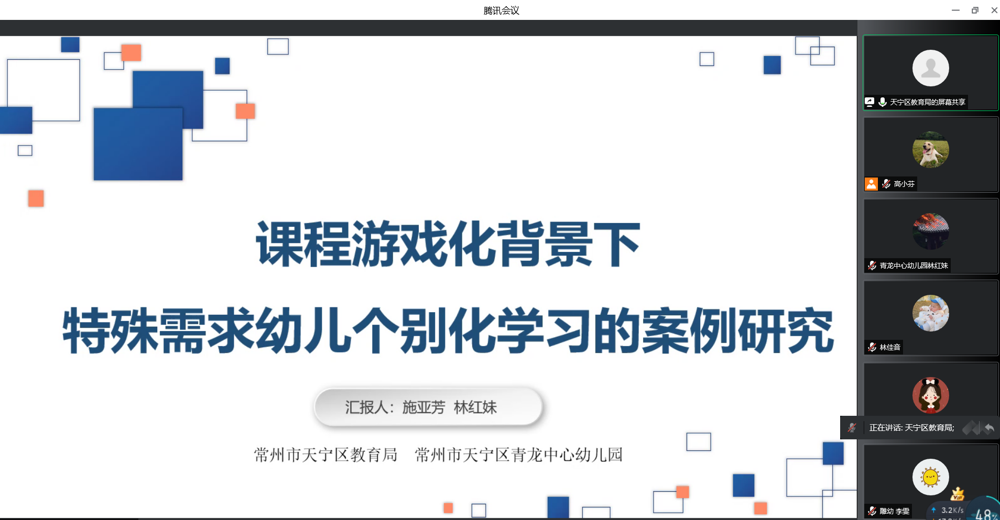 腾讯会议
课程游戏化背景下
特殊需求幼儿个别化学习的案例研究
汇报人：施亚芳 林红妹
常州市天宁区教育局 常州市天宁区青龙中心幼儿园
天宁区教育局的屏幕共享
高小芬
青龙中心幼儿园林红妹
林佳音
正在讲话: 天宁区教育局;
VIP
雕幼 李雯
3.2K/s
48%